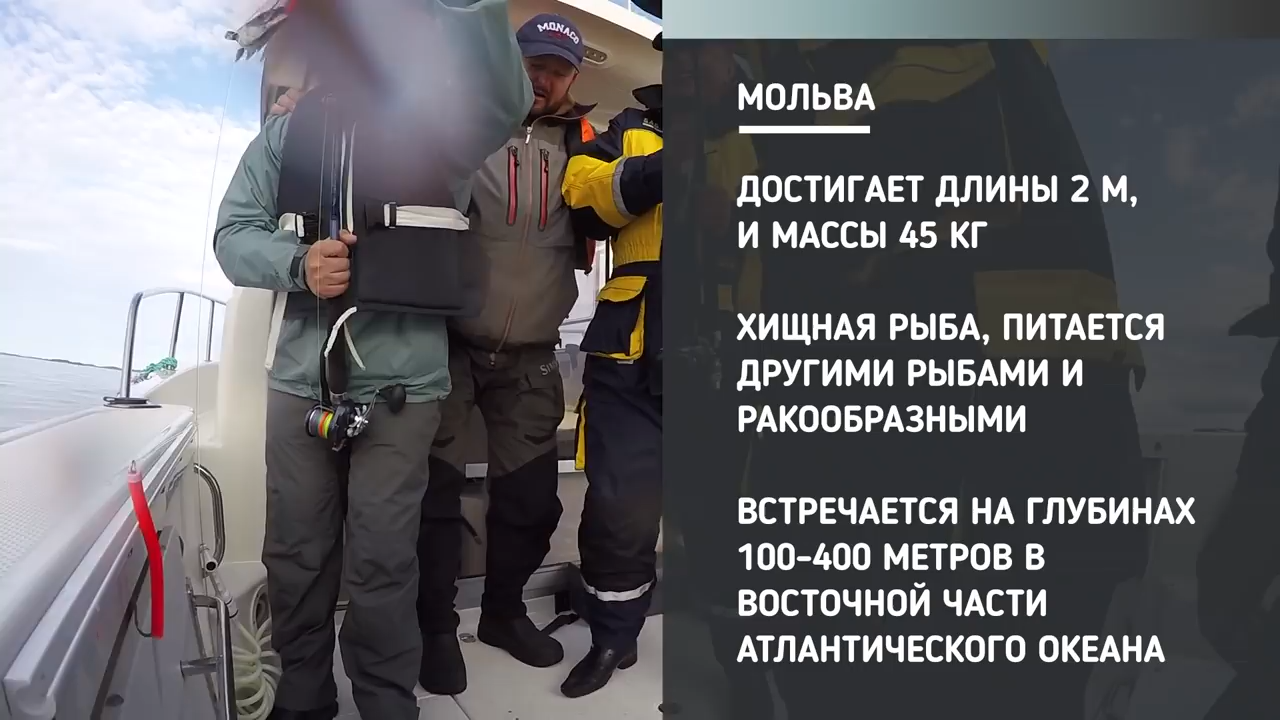 MONACO
МОЛЬВА
ДОСТИГАЕТ ДЛИНЫ 2 М,
И МАССЫ 45 КГ
ХИЩНАЯ РЫБА, ПИТАЕТСЯ
ДРУГИМИ РЫБАМИ И
РАКООБРАЗНЫМИ
ВСТРЕЧАЕТСЯ НА ГЛУБИНАХ
100-400 МЕТРОВ В
ВОСТОЧНОЙ ЧАСТИ
АТЛАНТИЧЕСКОГО ОКЕАНА